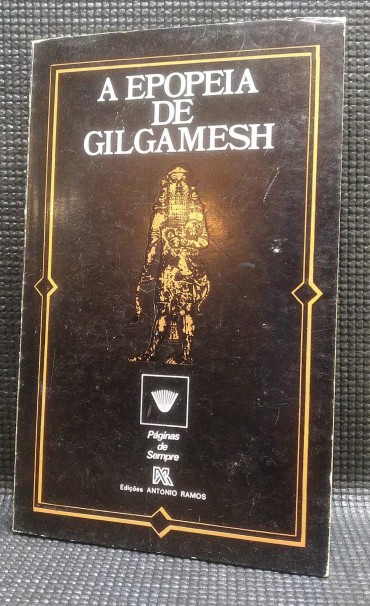 A EPOPEIA
DE
GILGAMESH
Páginas
de
Sempre
Edições ANTÓNIO RAMOS